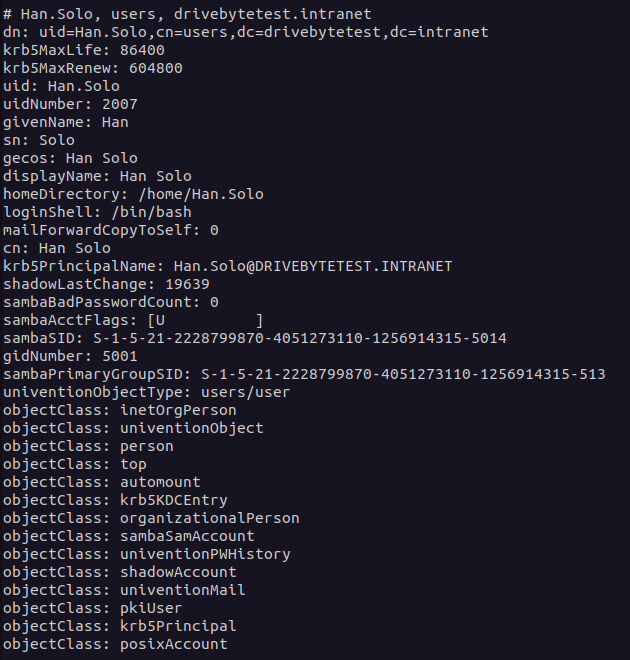 # Han.Solo, users, drivebytetest.intranet
dn: uid=Han.Solo,cn=users,dc=drivebytetest,dc=intranet
krb5MaxLife: 86400
krb5MaxRenew: 604800
uid: Han.Solo
uidNumber: 2007
givenName: Han
sn: Solo
gecos: Han Solo
displayName: Han Solo
homeDirectory: /home/Han.Solo
loginShell: /bin/bash
mailForwardCopyToSelf: 0
cn: Han Solo
krb5PrincipalName: Han.Solo@DRIVEBYTETEST.INTRANET
shadowLastChange: 19639
sambaBadPasswordCount: 0
sambaAcctFlags: [U          ]
sambaSID: S-1-5-21-2228799870-4051273110-1256914315-5014
gidNumber: 5001
sambaPrimaryGroupSID: S-1-5-21-2228799870-4051273110-1256914315-513
univentionObjectType: users/user
objectClass: inetOrgPerson
objectClass: univentionObject
objectClass: person
objectClass: top
objectClass: automount
objectClass: krb5KDCEntry
objectClass: organizationalPerson
objectClass: sambaSamAccount
objectClass: univentionPWHistory
objectClass: shadowAccount
objectClass: univentionMail
objectClass: pkiUser
objectClass: krb5Principal
objectClass: posixAccount